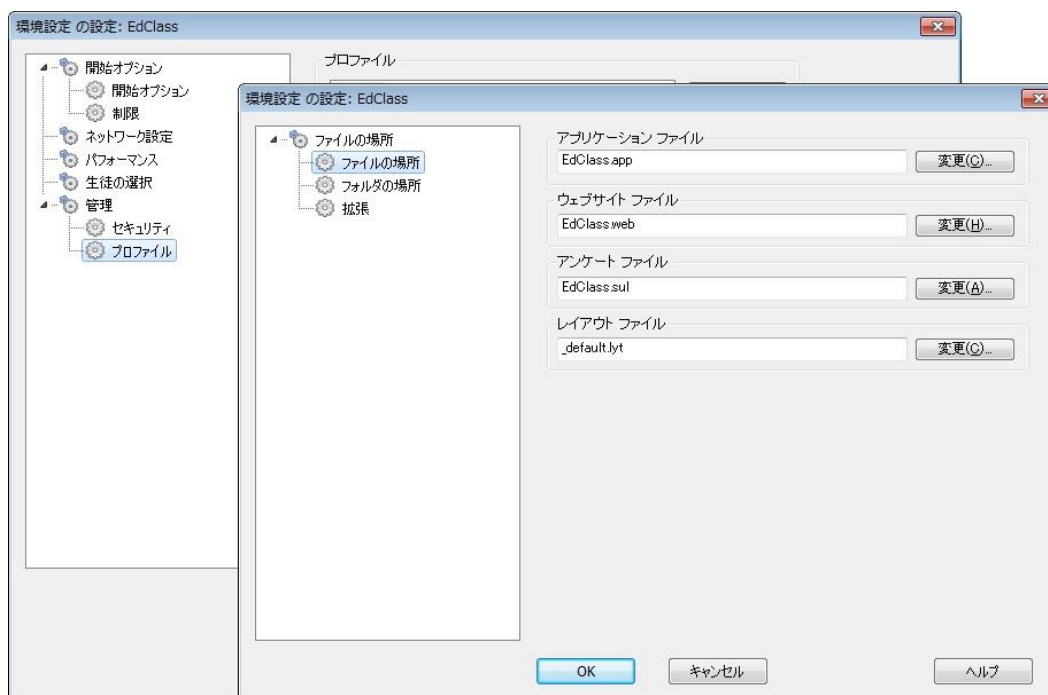 環境設定 の設定: EdClass
開始オプション
開始オプション
制限
ネットワーク設定
パフォーマンス
生徒の選択
管理
セキュリティ
プロファイル
プロファイル
環境設定 の設定: EdClass
ファイルの場所
ファイルの場所
フォルダの場所
拡張
アプリケーション ファイル
EdClass.app
変更(C)...
ウェブサイト ファイル
EdClass.web
変更(H)...
アンケート ファイル
EdClass.sul
変更(A)...
レイアウト ファイル
_default.lyt
変更(C)...
OK
キャンセル
ヘルプ